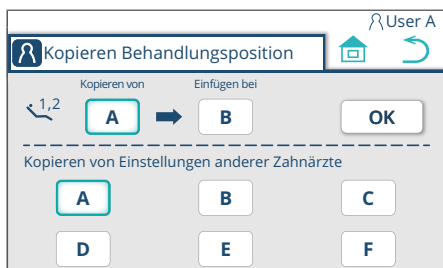 User A
Kopieren Behandlungsposition
Kopieren von Einfügen bei
1,2 A B OK
Kopieren von Einstellungen anderer Zahnärzte
A B C
D E F